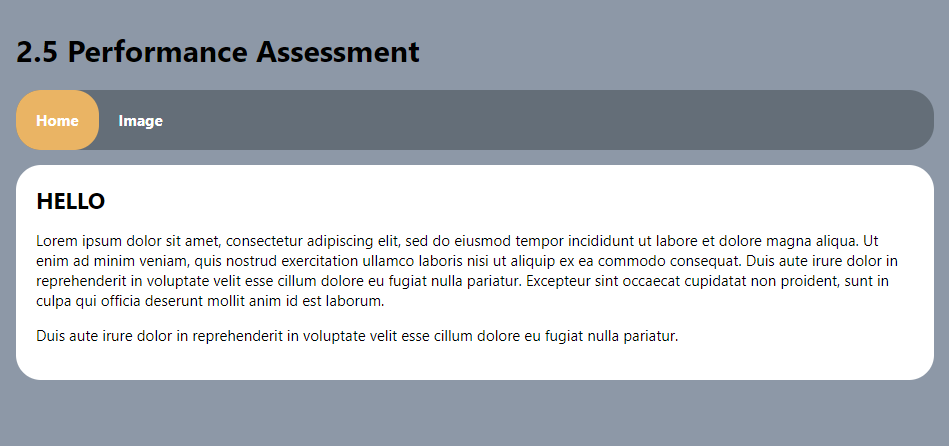 2.5 Performance Assessment
Home
Image
HELLO
Lorem ipsum dolor sit amet, consectetur adipiscing elit, sed do eiusmod tempor incididunt ut labore et dolore magna aliqua. Ut
enim ad minim veniam, quis nostrud exercitation ullamco laboris nisi ut aliquip ex ea commodo consequat. Duis aute irure dolor in
reprehenderit in voluptate velit esse cillum dolore eu fugiat nulla pariatur. Excepteur sint occaecat cupidatat non proident, sunt in
culpa qui officia deserunt mollit anim id est laborum.
Duis aute irure dolor in reprehenderit in voluptate velit esse cillum dolore eu fugiat nulla pariatur.